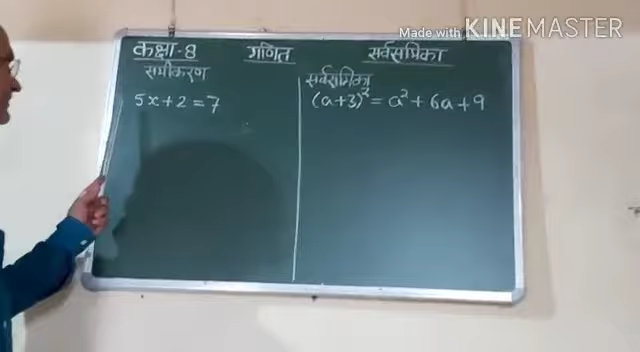 Made with KINEMASTER
कक्षा-8 गणित सर्वसमिका
समीकरण
5x+2=7
सर्वसमिका
(a+3)² = a² + 6a + 9